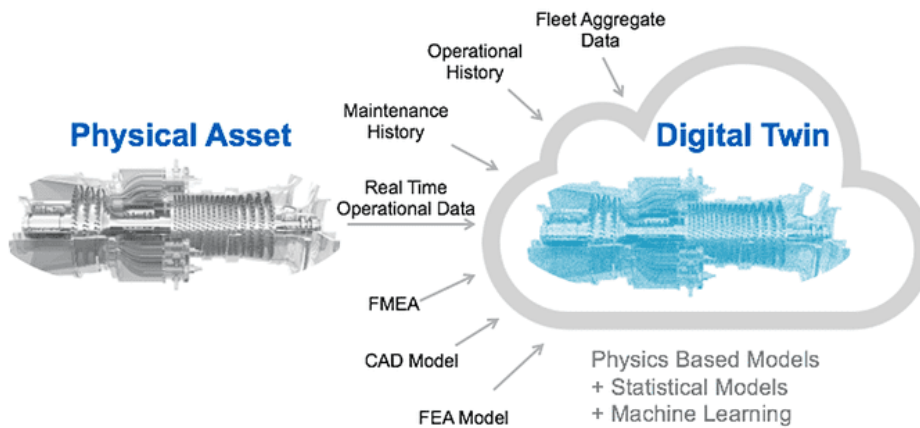 Fleet Aggregate
Data
Operational
History
Maintenance
History
Physical Asset
Digital Twin
Real Time
Operational Data
FMEA
CAD Model
FEA Model
Physics Based Models
+ Statistical Models
+ Machine Learning